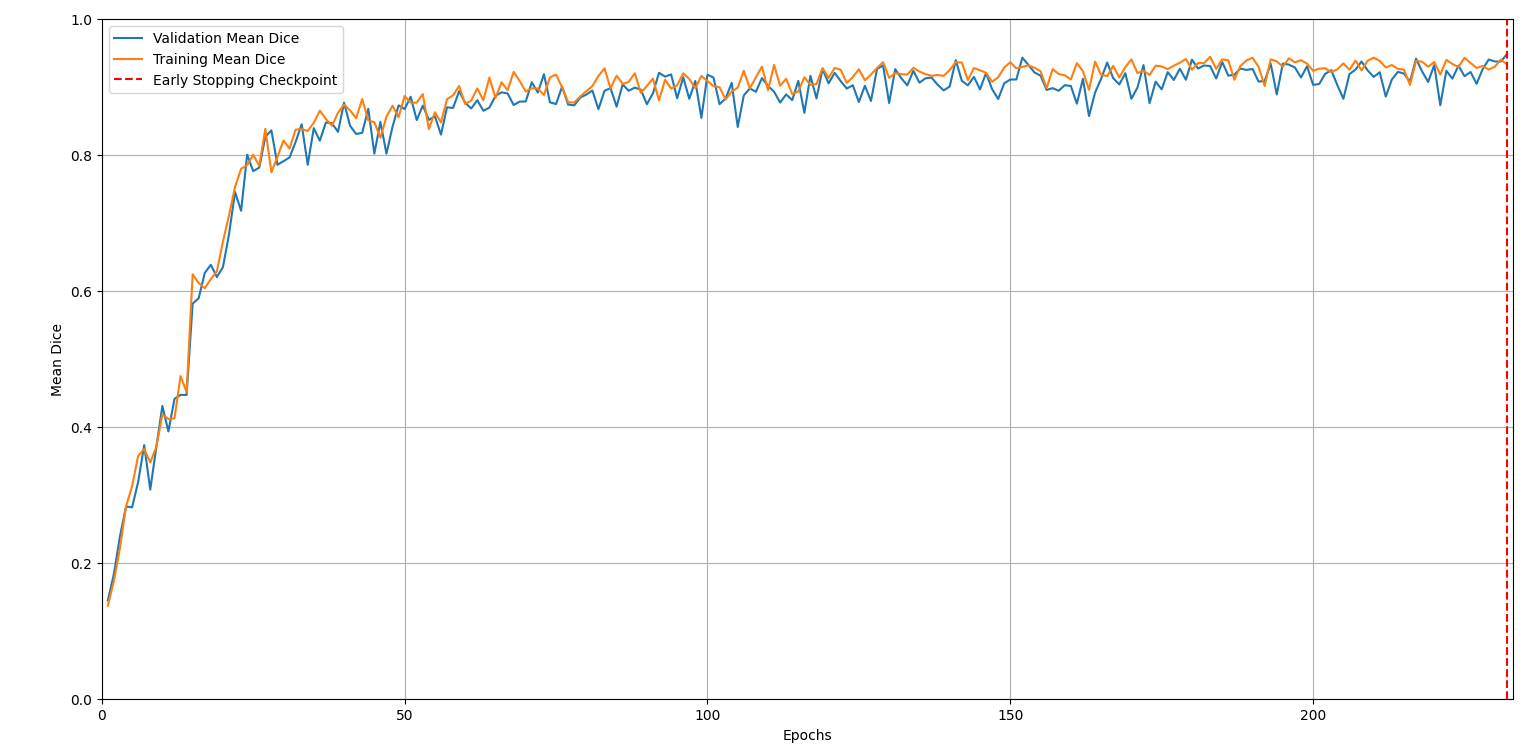 1.0
Validation Mean Dice
Training Mean Dice
Early Stopping Checkpoint
0.8
0.6
Mean Dice
0.4
0.2
0.0
0 50 100 150 200
Epochs